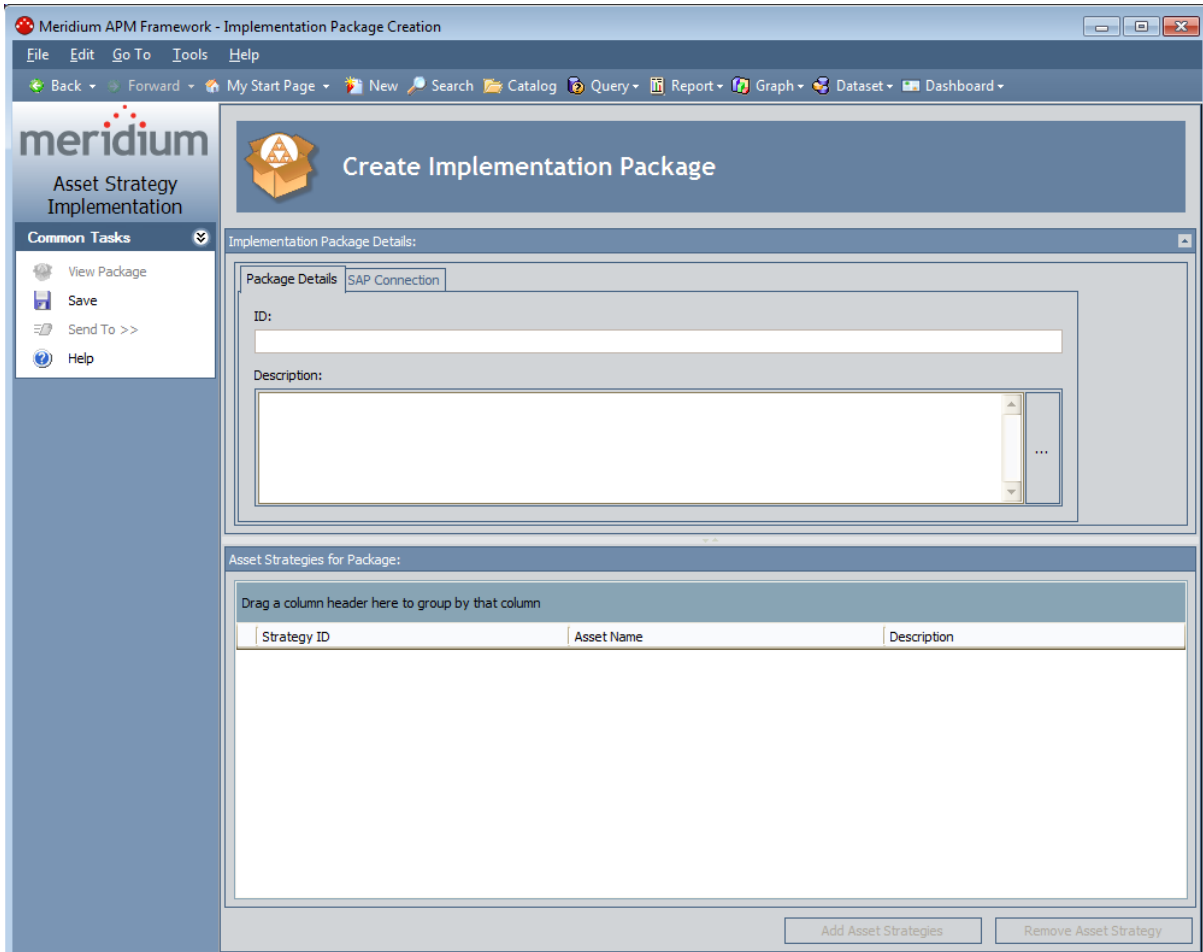 Meridium APM Framework - Implementation Package Creation
File Edit Go To Tools Help
Back Forward My Start Page New Search Catalog Query Report Graph Dataset Dashboard
meridium
Asset Strategy
Implementation
Common Tasks
View Package
Save
Send To >>
Help
Create Implementation Package
Implementation Package Details:
Package Details SAP Connection
ID:
Description:
...
Asset Strategies for Package:
Drag a column header here to group by that column
Strategy ID Asset Name Description
Add Asset Strategies Remove Asset Strategy